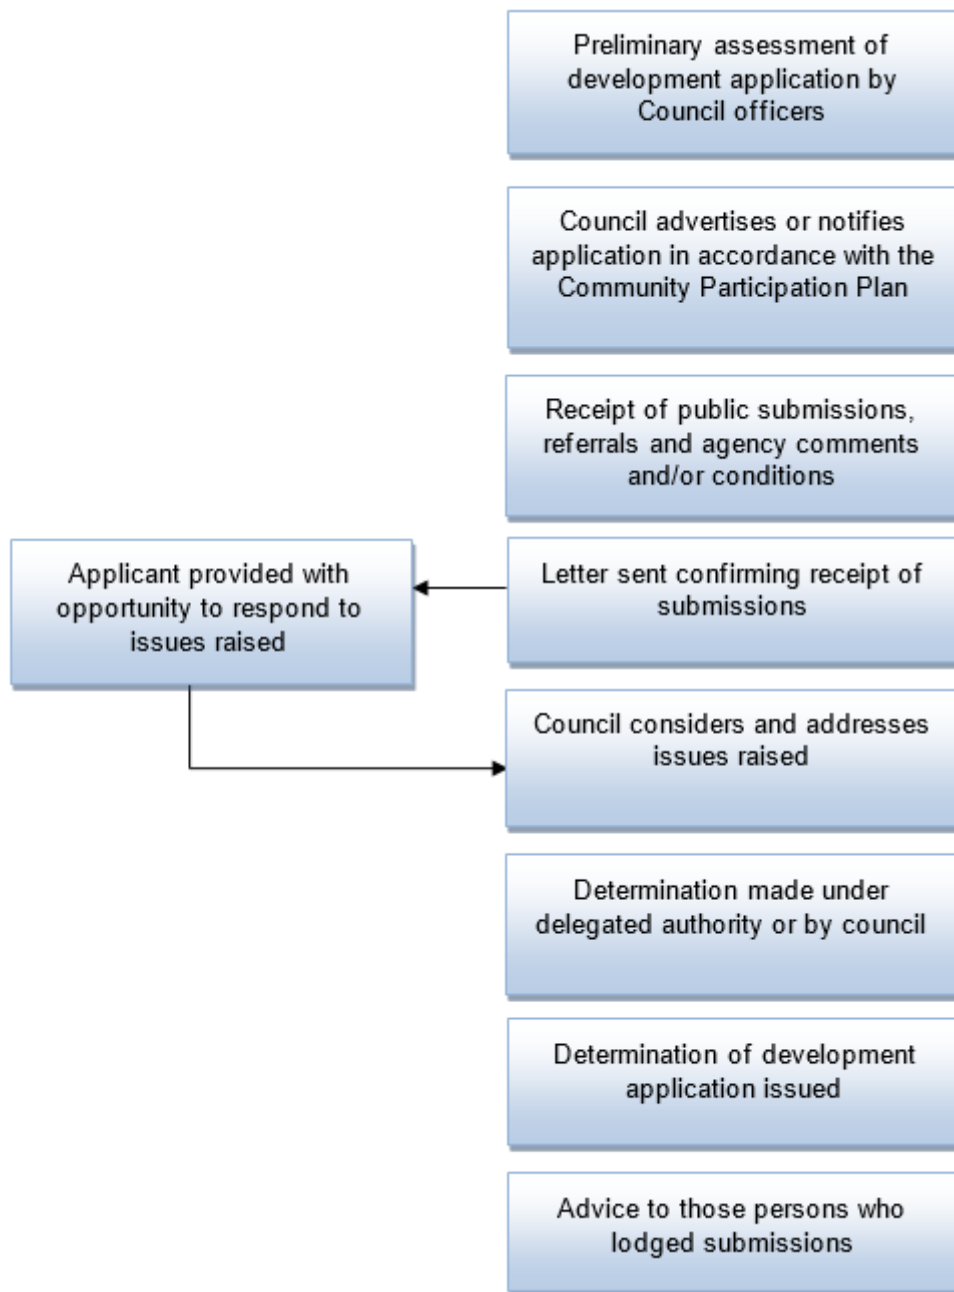 Preliminary assessment of
development application by
Council officers
Council advertises or notifies
application in accordance with the
Community Participation Plan
Receipt of public submissions,
referrals and agency comments
and/or conditions
Letter sent confirming receipt of
submissions
Applicant provided with
opportunity to respond to
issues raised
Council considers and addresses
issues raised
Determination made under
delegated authority or by council
Determination of development
application issued
Advice to those persons who
lodged submissions